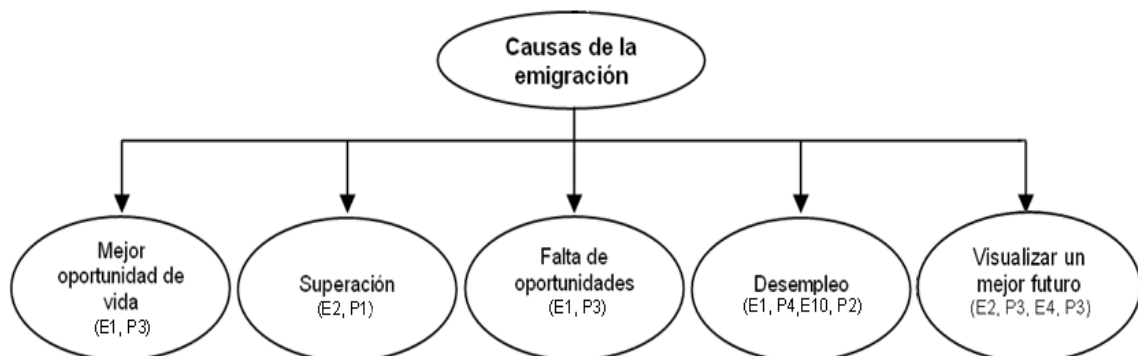 Causas de la
emigración
Mejor
oportunidad de
vida
(E1, P3)
Superación
(E2, P1)
Falta de
oportunidades
(E1, P3)
Desempleo
(E1, P4,E10, P2)
Visualizar un
mejor futuro
(E2, P3, E4, P3)